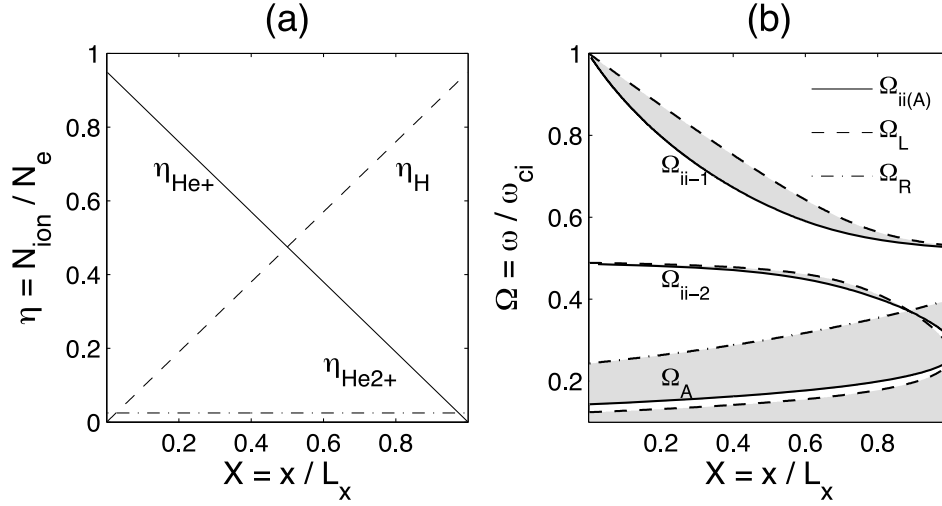 (a)
η = N_ion / N_e
1
0.8
0.6
0.4
0.2
0
η_He+
η_H
η_He2+
0.2 0.4 0.6 0.8
X = x / L_x
(b)
Ω = ω / ω_ci
1
0.8
0.6
0.4
0.2
Ω_ii(A)
Ω_L
Ω_R
Ω_ii−1
Ω_ii−2
Ω_A
0.2 0.4 0.6 0.8
X = x / L_x